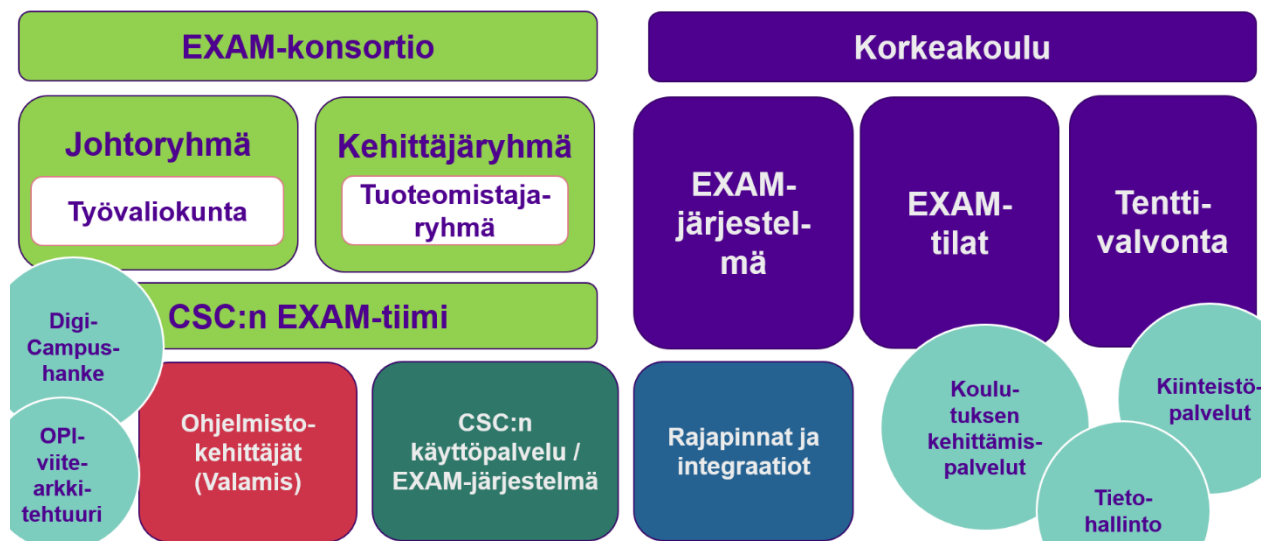 EXAM-konsortio
Korkeakoulu
Johtoryhmä
Työvaliokunta
Kehittäjäryhmä
Tuoteomistaja-
ryhmä
EXAM-
järjestel-
mä
EXAM-
tilat
Tentti-
valvonta
CSC:n EXAM-tiimi
Digi-
Campus-
hanke
OPI-
viite-
arkki-
tehtuuri
Ohjelmisto-
kehittäjät
(Valamis)
CSC:n
käyttöpalvelu /
EXAM-järjestelmä
Rajapinnat ja
integraatiot
Koulu-
tuksen
kehittämis-
palvelut
Kiinteistö-
palvelut
Tieto-
hallinto